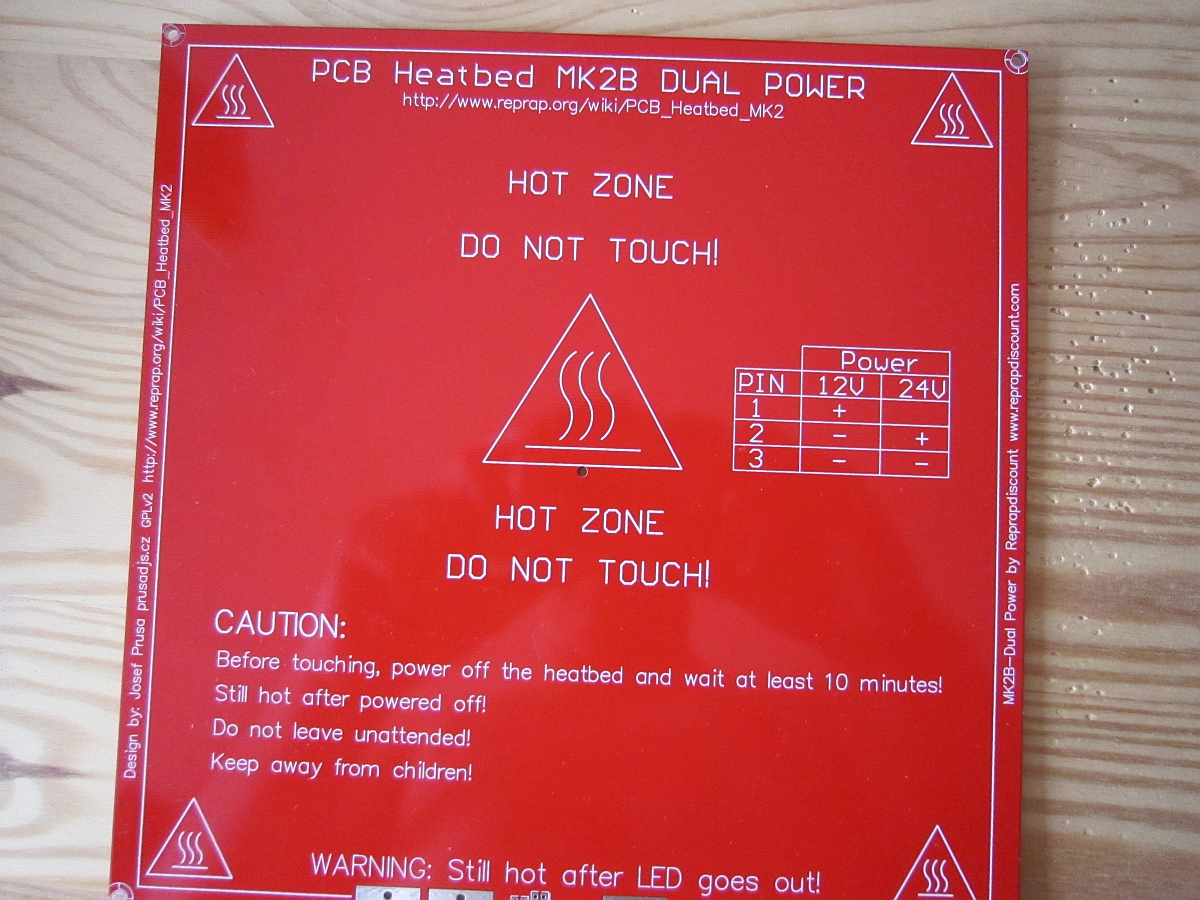 PCB Heatbed MK2B DUAL POWER
http://www.reprap.org/wiki/PCB_Heatbed_MK2
HOT ZONE
DO NOT TOUCH!
Power
PIN 12V 24V
1 +
2 - +
3 - -
HOT ZONE
DO NOT TOUCH!
CAUTION:
Before touching, power off the heatbed and wait at least 10 minutes!
Still hot after powered off!
Do not leave unattended!
Keep away from children!
WARNING: Still hot after LED goes out!
Design by: Josef Prusa prusadjs.cz GPLv2 http://www.reprap.org/wiki/PCB_Heatbed_MK2
MK2B-Dual Power by Reprapdiscount www.reprapdiscount.com